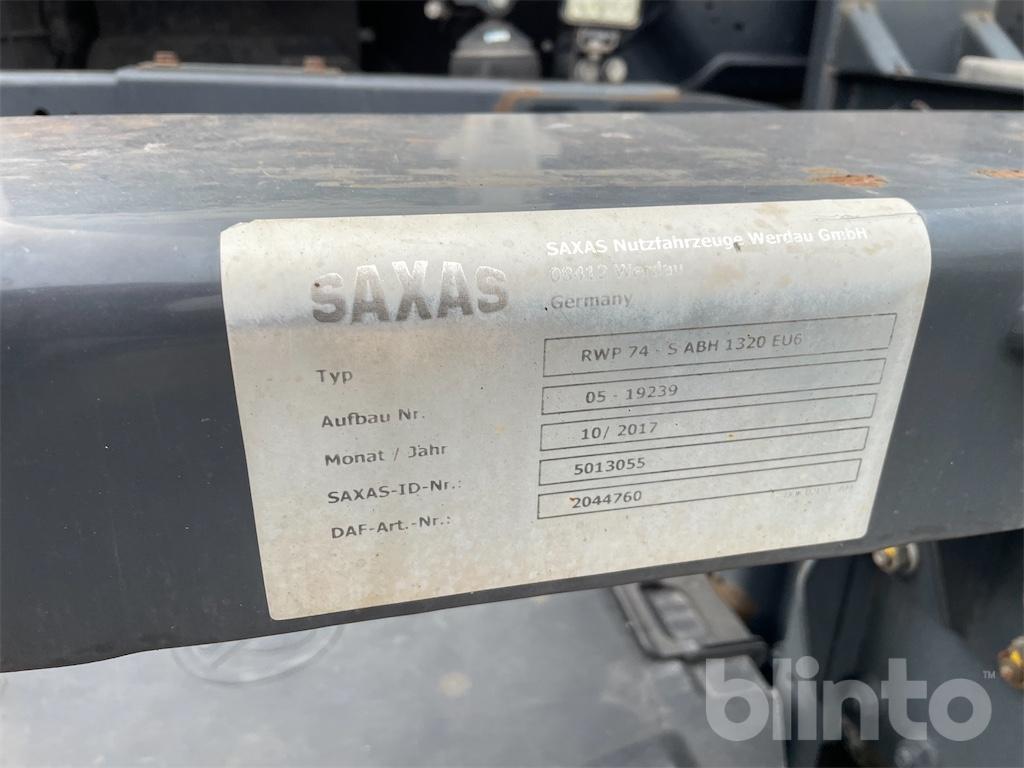 SAXAS
SAXAS Nutzfahrzeuge Werdau GmbH
08412 Werdau
Germany
Typ RWP 74 - S ABH 1320 EU6
Aufbau Nr. 05 - 19239
Monat / Jahr 10/ 2017
SAXAS-ID-Nr.: 5013055
DAF-Art.-Nr.: 2044760
blinto™